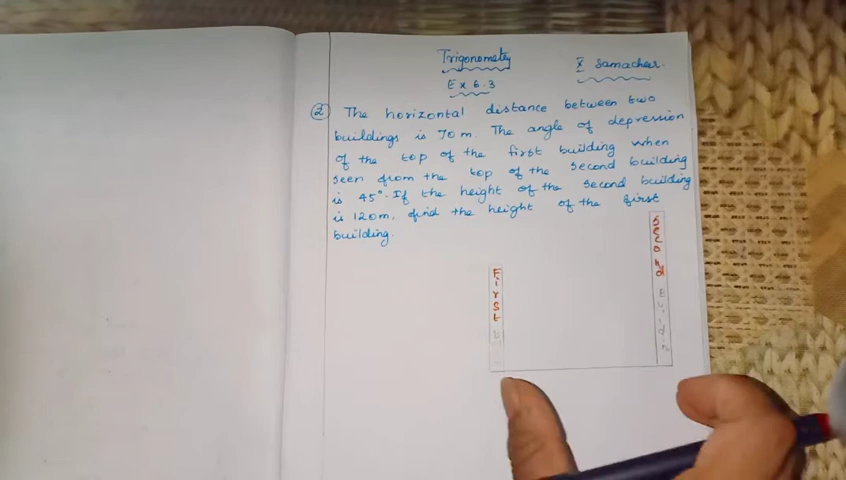 Trigonometry
X Samacheer.
Ex 6.3
② The horizontal distance between two
buildings is 70 m. The angle of depression
of the top of the first building when
seen from the top of the second building
is 45°. If the height of the second building
is 120m, find the height of the first
building.
First
Second